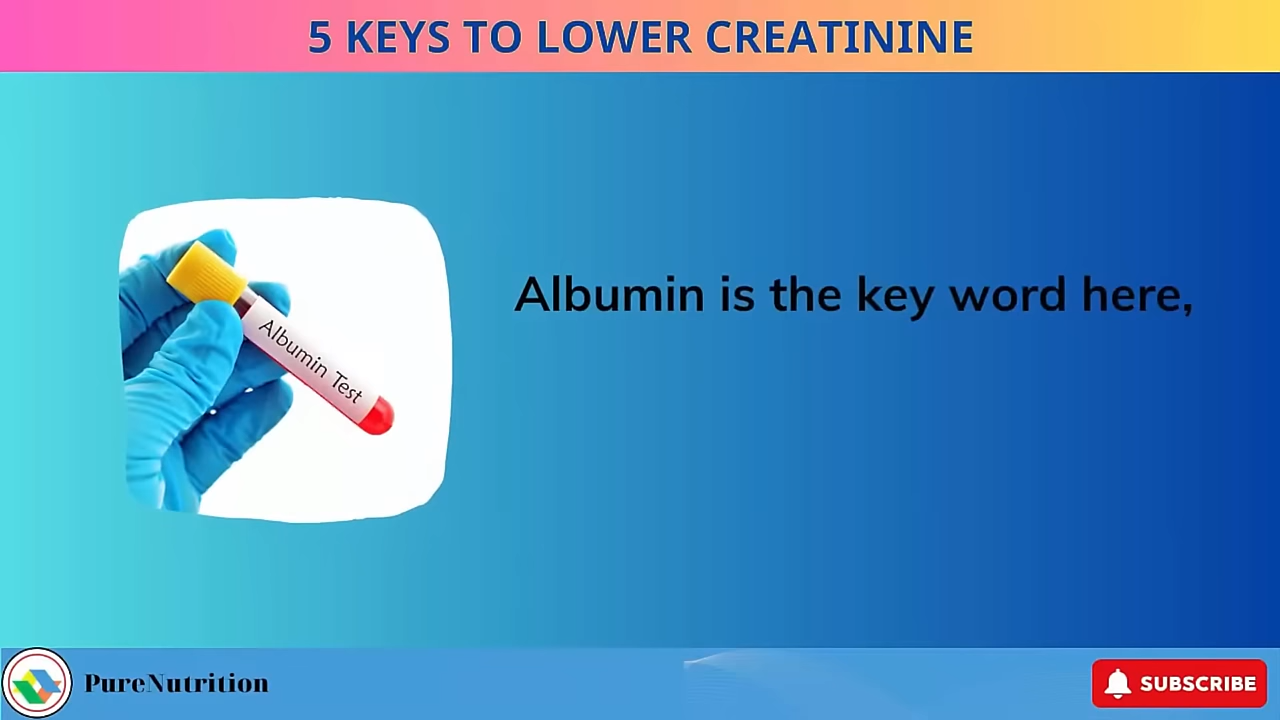 5 KEYS TO LOWER CREATININE
Albumin Test
Albumin is the key word here,
PureNutrition
SUBSCRIBE